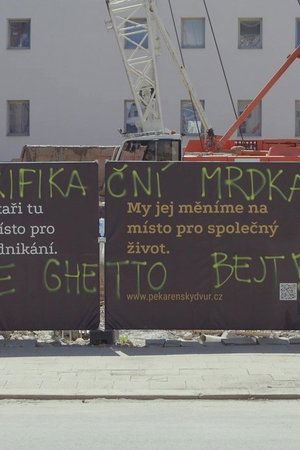 IFIKA ČNÍ MRDKA
taři tu
ísto pro
dnikání.
My jej měníme na
místo pro společný
život.
E GHETTO BEJT
www.pekarenskydvur.cz